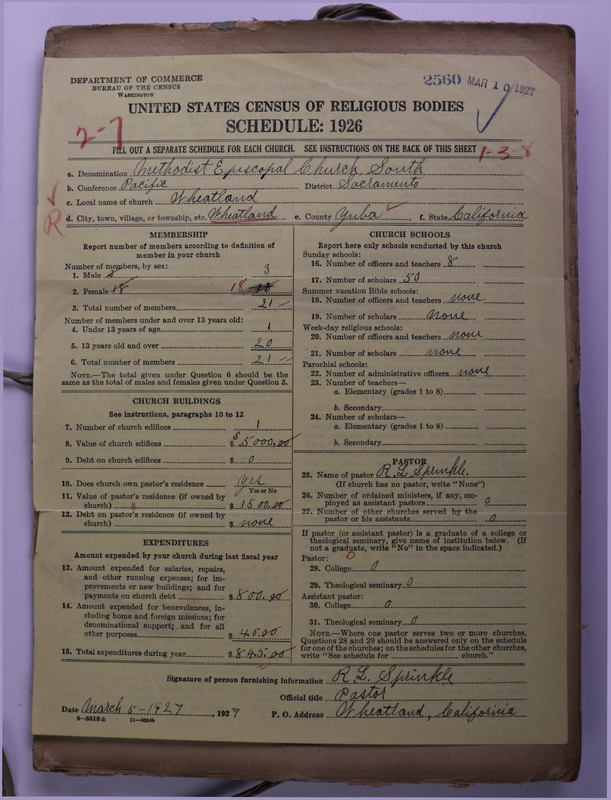 DEPARTMENT OF COMMERCE
BUREAU OF THE CENSUS
WASHINGTON
2560 MAR 10 1927
UNITED STATES CENSUS OF RELIGIOUS BODIES
SCHEDULE: 1926
2-7
FILL OUT A SEPARATE SCHEDULE FOR EACH CHURCH. SEE INSTRUCTIONS ON THE BACK OF THIS SHEET
1-3-8
a. Denomination Methodist Episcopal Church, South
b. Conference Pacific District Sacramento
c. Local name of church Wheatland
R
d. City, town, village, or township, etc. Wheatland e. County Yuba f. State California
MEMBERSHIP
Report number of members according to definition of
member in your church
Number of members, by sex:
1. Male 3
2. Female 18 18
3. Total number of members 21
Number of members under and over 13 years old:
4. Under 13 years of age 1
5. 13 years old and over 20
6. Total number of members 21
NOTE.—The total given under Question 6 should be the
same as the total of males and females given under Question 3.
CHURCH BUILDINGS
See instructions, paragraphs 10 to 12
7. Number of church edifices 1
8. Value of church edifices $ 5000.00
9. Debt on church edifices $ 0
10. Does church own pastor's residence yes
Yes or No
11. Value of pastor's residence (if owned by
church) $ 1500.00
12. Debt on pastor's residence (if owned by
church) $ none
EXPENDITURES
Amount expended by your church during last fiscal year
13. Amount expended for salaries, repairs,
and other running expenses; for im-
provements or new buildings; and for
payments on church debt $ 800.00
14. Amount expended for benevolences, in-
cluding home and foreign missions; for
denominational support; and for all
other purposes $ 45.00
15. Total expenditures during year $ 845.00
CHURCH SCHOOLS
Report here only schools conducted by this church
Sunday schools:
16. Number of officers and teachers 8
17. Number of scholars 50
Summer vacation Bible schools:
18. Number of officers and teachers none
19. Number of scholars None
Week-day religious schools:
20. Number of officers and teachers none
21. Number of scholars none
Parochial schools:
22. Number of administrative officers none
23. Number of teachers—
a. Elementary (grades 1 to 8)
b. Secondary
24. Number of scholars—
a. Elementary (grades 1 to 8)
b. Secondary
PASTOR
25. Name of pastor R L Sprinkle.
(If church has no pastor, write "None")
26. Number of ordained ministers, if any, em-
ployed as assistant pastors 0
27. Number of other churches served by the
pastor or his assistants 0
If pastor (or assistant pastor) is a graduate of a college or
theological seminary, give name of institution below. (If
not a graduate, write "No" in the space indicated.)
Pastor: 0
28. College 0
29. Theological seminary 0
Assistant pastor:
30. College 0
31. Theological seminary 0
NOTE.—Where one pastor serves two or more churches,
Questions 28 and 29 should be answered only on the schedule
for one of the churches; on the schedules for the other churches,
write "See schedule for church."
Signature of person furnishing information R. L. Sprinkle
Official title Pastor
Date March 5-1927, 1927 P. O. Address Wheatland, California
8-5518a 11-9034b